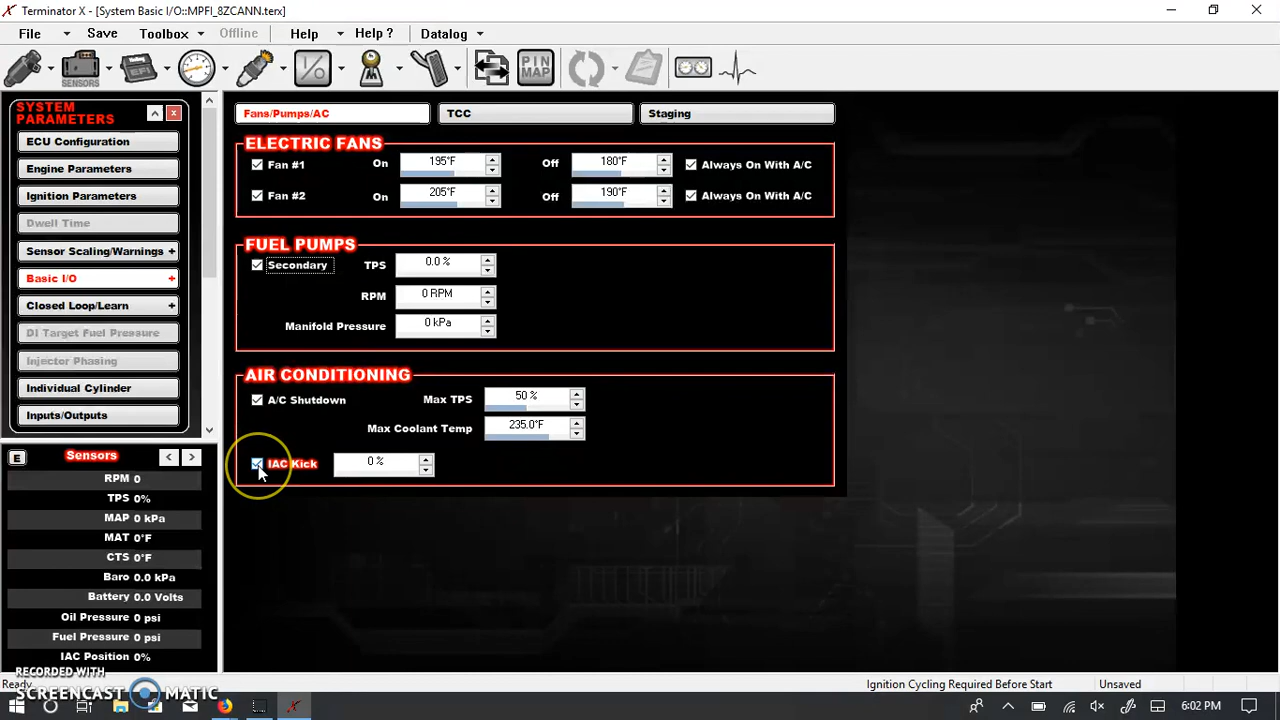 Terminator X - [System Basic I/O::MPFI_8ZCANN.terx]
File Save Toolbox Offline Help Help ? Datalog
SENSORS EFI I/O PIN MAP
SYSTEM PARAMETERS
ECU Configuration
Engine Parameters
Ignition Parameters
Dwell Time
Sensor Scaling/Warnings +
Basic I/O +
Closed Loop/Learn +
DI Target Fuel Pressure
Injector Phasing
Individual Cylinder
Inputs/Outputs
E Sensors < >
RPM 0
TPS 0%
MAP 0 kPa
MAT 0°F
CTS 0°F
Baro 0.0 kPa
Battery 0.0 Volts
Oil Pressure 0 psi
Fuel Pressure 0 psi
IAC Position 0%
Fans/Pumps/AC TCC Staging
ELECTRIC FANS
Fan #1 On 195°F Off 180°F Always On With A/C
Fan #2 On 205°F Off 190°F Always On With A/C
FUEL PUMPS
Secondary TPS 0.0 %
RPM 0 RPM
Manifold Pressure 0 kPa
AIR CONDITIONING
A/C Shutdown Max TPS 50 %
Max Coolant Temp 235.0°F
IAC Kick 0 %
RECORDED WITH
SCREENCAST MATIC
Ready Ignition Cycling Required Before Start Unsaved
6:02 PM